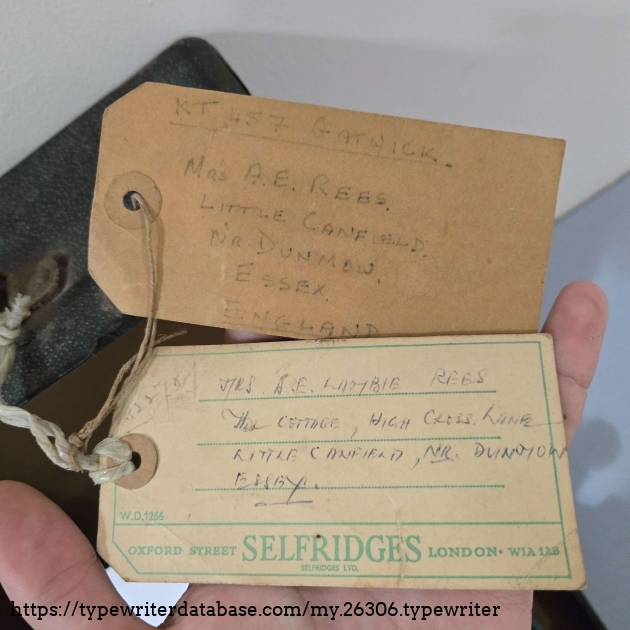 KT 457 GATWICK.
MRS A.E. REES.
LITTLE CANFIELD.
NR DUNMOW.
ESSEX.
ENGLAND
MRS. A.E. LAMBIE REES
THE COTTAGE, HIGH CROSS LANE
LITTLE CANFIELD, NR. DUNMOW
ESSEX.
W.D.1266
OXFORD STREET SELFRIDGES LONDON • W1A 1AB
SELFRIDGES LTD.
https://typewriterdatabase.com/my.26306.typewriter